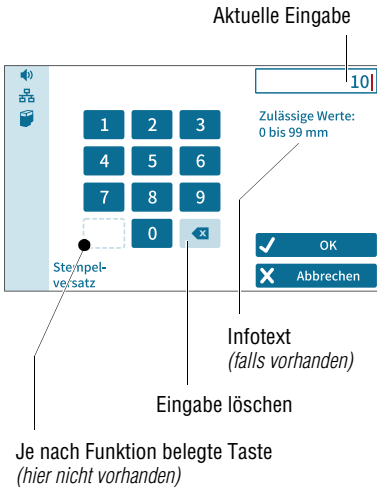 Aktuelle Eingabe
10
Zulässige Werte:
0 bis 99 mm
1 2 3
4 5 6
7 8 9
0
Stempel-
versatz
OK
Abbrechen
Infotext
(falls vorhanden)
Eingabe löschen
Je nach Funktion belegte Taste
(hier nicht vorhanden)